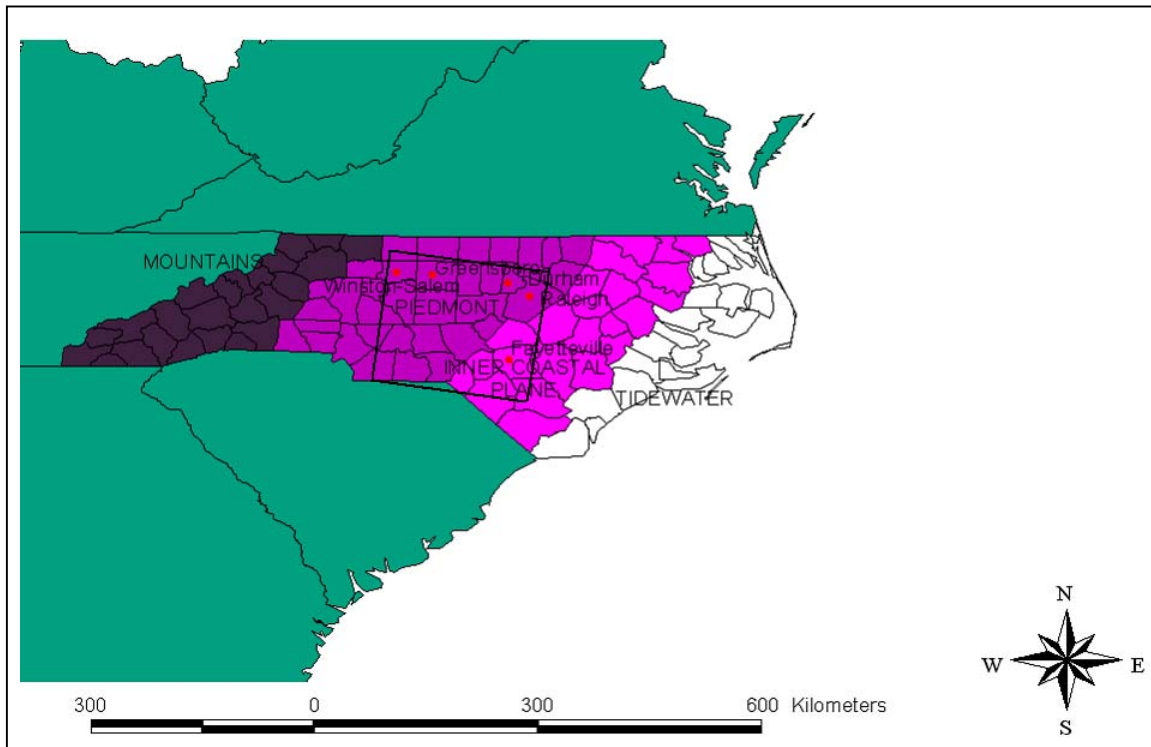 MOUNTAINS
Greensboro
Durham
Winston-Salem
Raleigh
PIEDMONT
Fayetteville
INNER COASTAL
PLANE
TIDEWATER
N
W
E
S
300
0
300
600 Kilometers